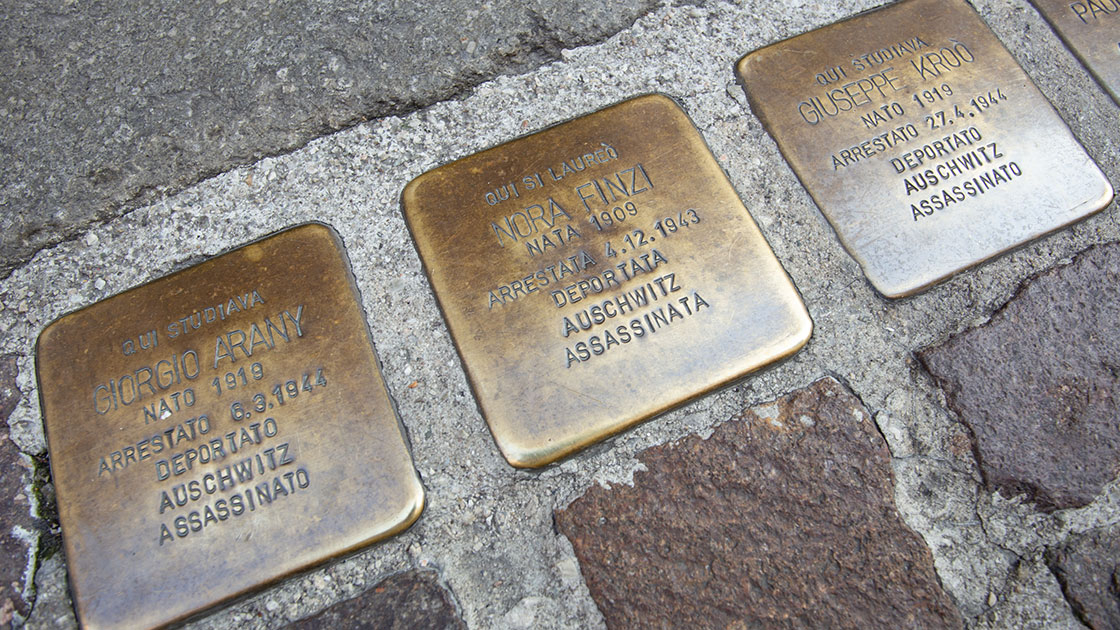 QUI STUDIAVA
GIORGIO ARANY
NATO 1919
ARRESTATO 6.3.1944
DEPORTATO
AUSCHWITZ
ASSASSINATO
QUI SI LAUREÒ
NORA FINZI
NATA 1909
ARRESTATA 4.12.1943
DEPORTATA
AUSCHWITZ
ASSASSINATA
QUI STUDIAVA
GIUSEPPE KROÒ
NATO 1919
ARRESTATO 27.4.1944
DEPORTATO
AUSCHWITZ
ASSASSINATO